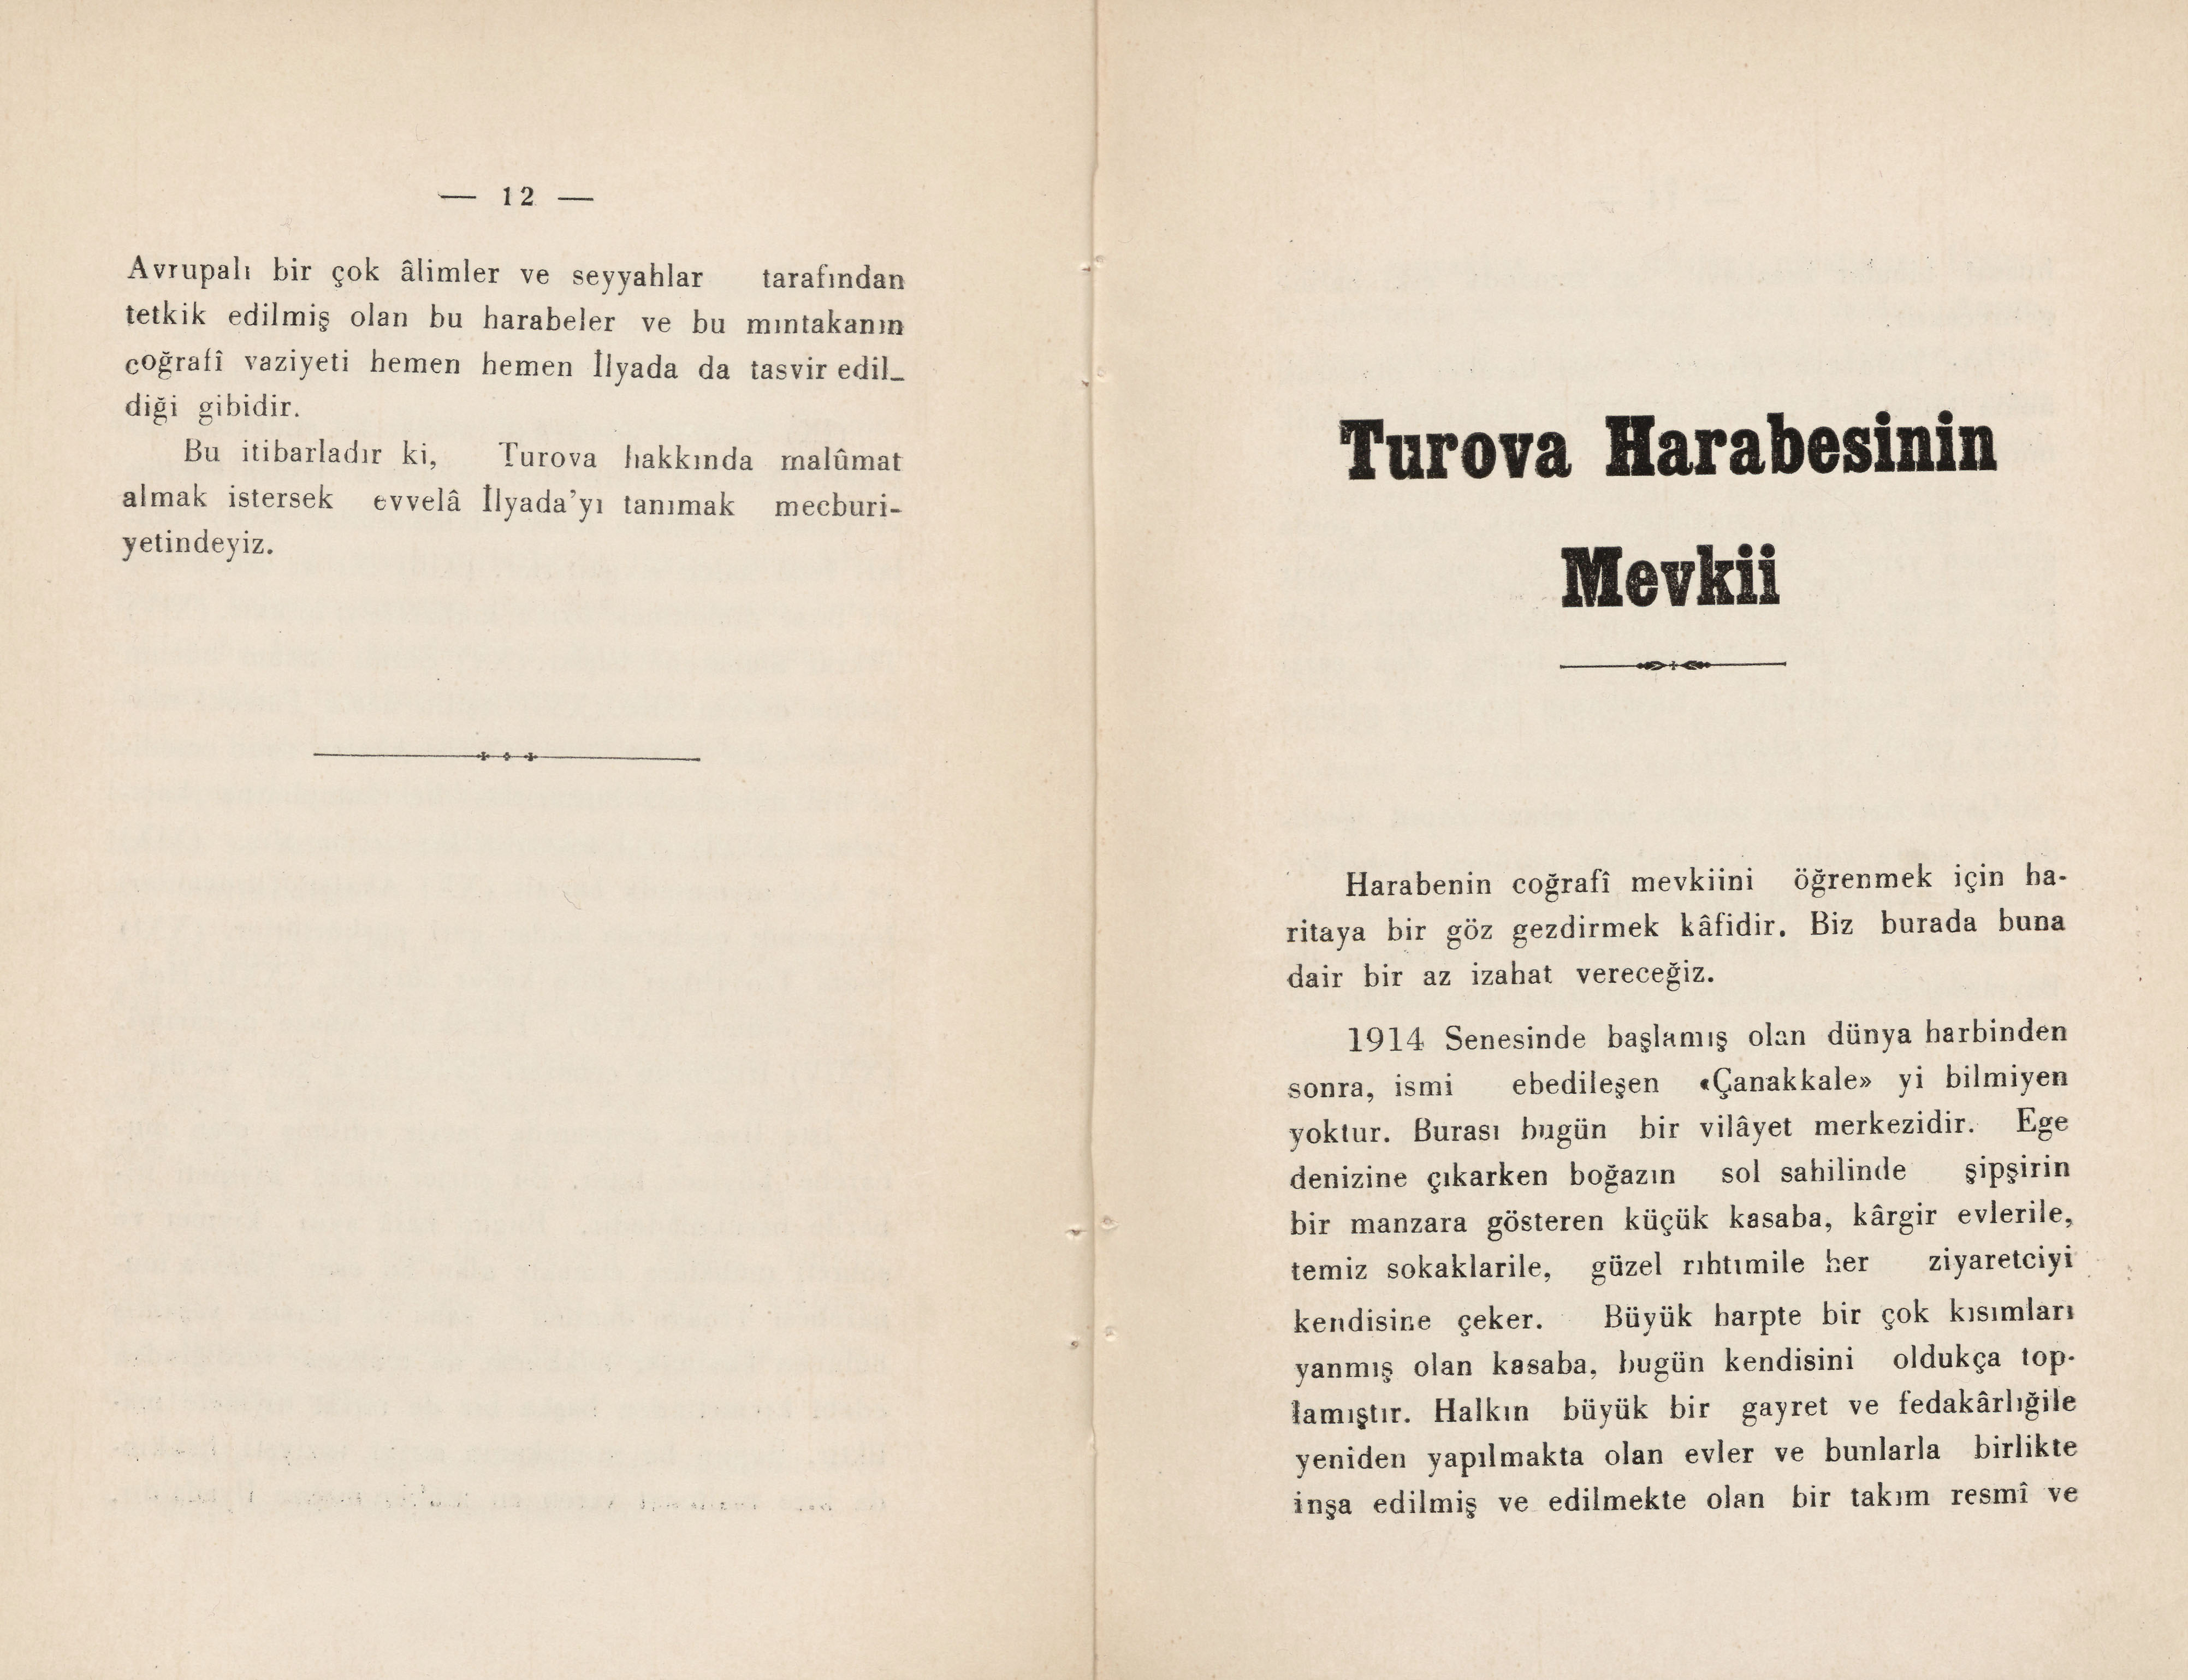 — 12 —
Avrupalı bir çok âlimler ve seyyahlar tarafından
tetkik edilmiş olan bu harabeler ve bu mıntakanın
coğrafî vaziyeti hemen hemen İlyada da tasvir edil_
diği gibidir.
Bu itibarladır ki, Turova hakkında malûmat
almak istersek evvelâ İlyada'yı tanımak mecburi-
yetindeyiz.
Turova Harabesinin
Mevkii
Harabenin coğrafî mevkiini öğrenmek için ha-
ritaya bir göz gezdirmek kâfidir. Biz burada buna
dair bir az izahat vereceğiz.
1914 Senesinde başlamış olan dünya harbinden
sonra, ismi ebedileşen «Çanakkale» yi bilmiyen
yoktur. Burası bugün bir vilâyet merkezidir. Ege
denizine çıkarken boğazın sol sahilinde şipşirin
bir manzara gösteren küçük kasaba, kârgir evlerile,
temiz sokaklarile, güzel rıhtımile her ziyaretciyi
kendisine çeker. Büyük harpte bir çok kısımları
yanmış olan kasaba, bugün kendisini oldukça top-
lamıştır. Halkın büyük bir gayret ve fedakârlığile
yeniden yapılmakta olan evler ve bunlarla birlikte
inşa edilmiş ve edilmekte olan bir takım resmî ve